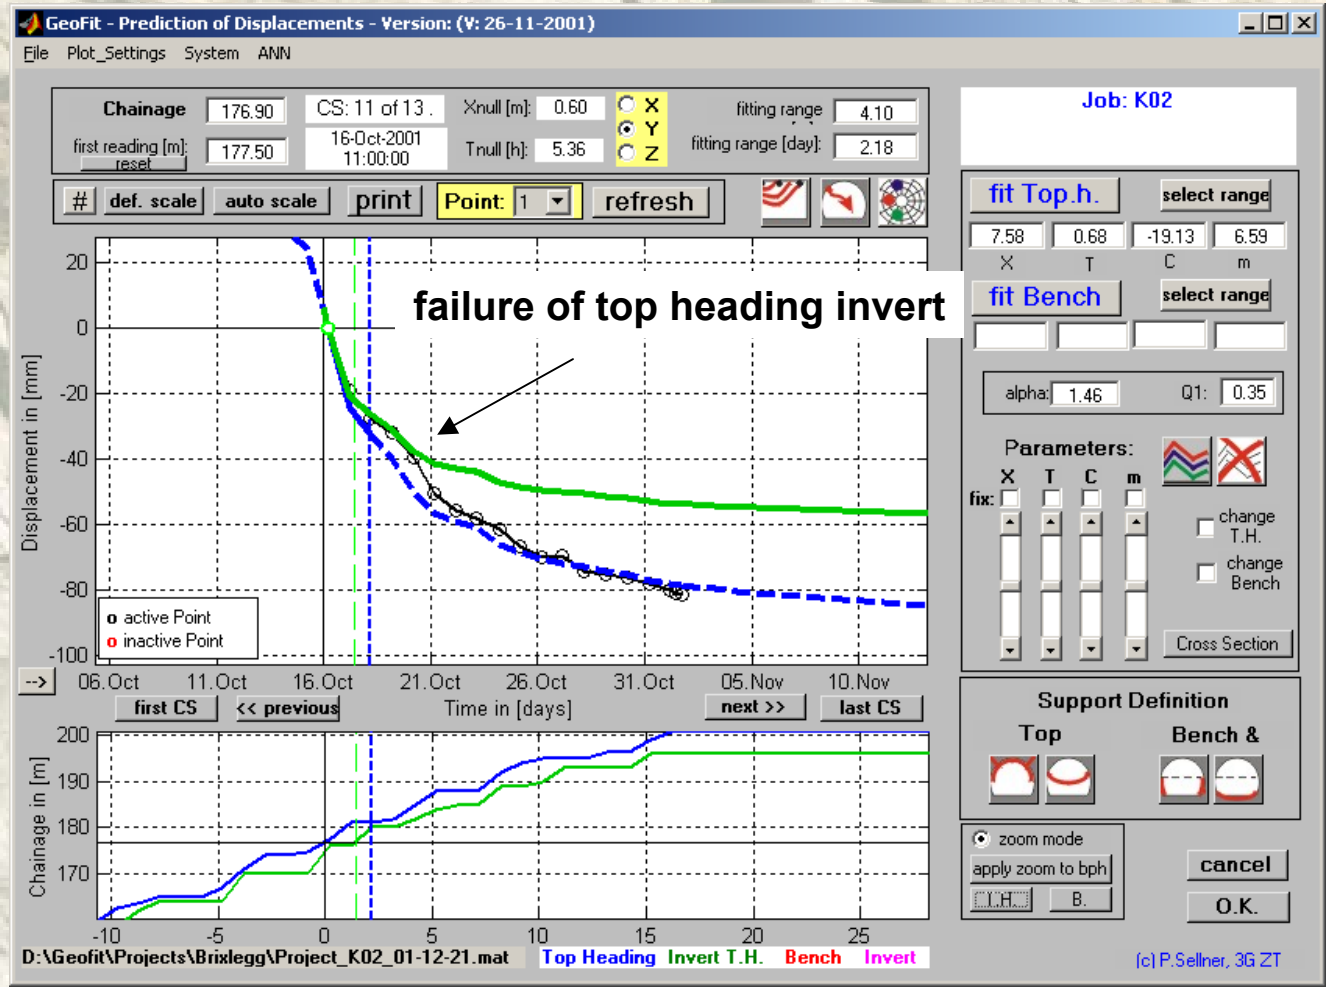 GeoFit - Prediction of Displacements - Version: (V: 26-11-2001)
File Plot_Settings System ANN
Chainage 176.90 CS: 11 of 13 . Xnull [m]: 0.60 X fitting range 4.10
Y
first reading [m]: 177.50 16-Oct-2001 11:00:00 Tnull [h]: 5.36 Z fitting range [day]: 2.18
reset
# def. scale auto scale print Point: 1 refresh
Job: K02
fit Top.h. select range
7.58 0.68 -19.13 6.59
X T C m
fit Bench select range
alpha: 1.46 Q1: 0.35
Parameters:
X T C m
fix:
change T.H.
change Bench
Cross Section
failure of top heading invert
Displacement in [mm]
20
0
-20
-40
-60
-80
-100
o active Point
o inactive Point
-->
06.Oct 11.Oct 16.Oct 21.Oct 26.Oct 31.Oct 05.Nov 10.Nov
first CS << previous Time in [days] next >> last CS
Chainage in [m]
200
190
180
170
-10 -5 0 5 10 15 20 25
Support Definition
Top Bench &
zoom mode
apply zoom to bph
T.H. B.
cancel
O.K.
D:\Geofit\Projects\Brixlegg\Project_K02_01-12-21.mat Top Heading Invert T.H. Bench Invert
(c) P.Sellner, 3G ZT